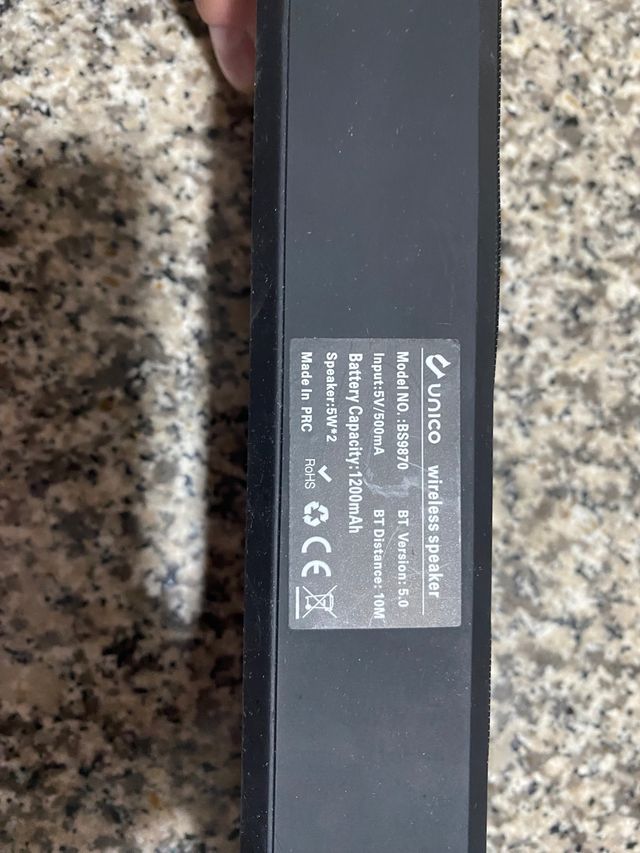 unico wireless speaker
Model NO. :BS9870 BT Version: 5.0
Input:5V/500mA BT Distance: 10M
Battery Capacity:1200mAh
Speaker:5W*2
Made In PRC RoHS CE